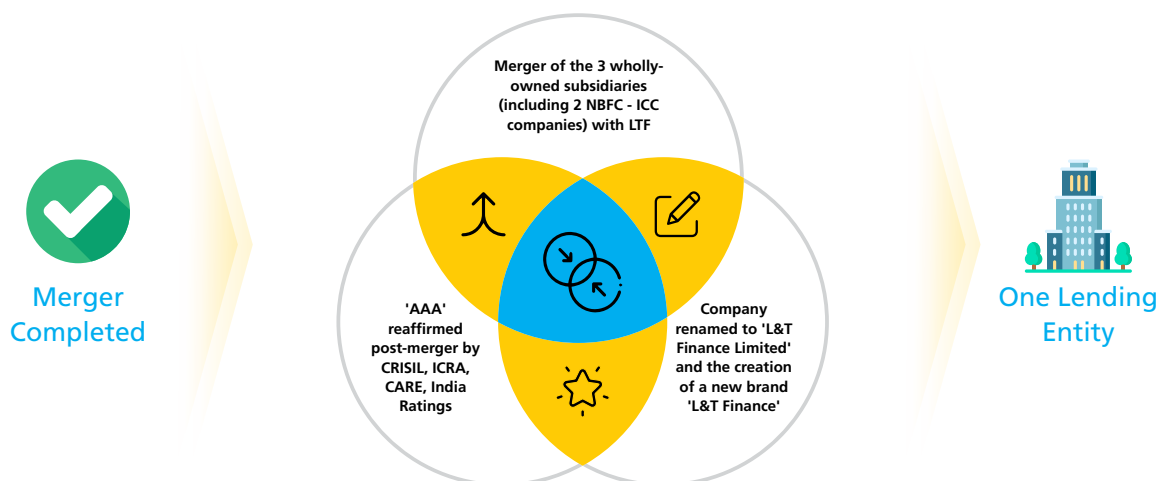 Merger of the 3 wholly-
owned subsidiaries
(including 2 NBFC - ICC
companies) with LTF
Merger
Completed
'AAA'
reaffirmed
post-merger by
CRISIL, ICRA,
CARE, India
Ratings
Company
renamed to 'L&T
Finance Limited'
and the creation
of a new brand
'L&T Finance'
One Lending
Entity